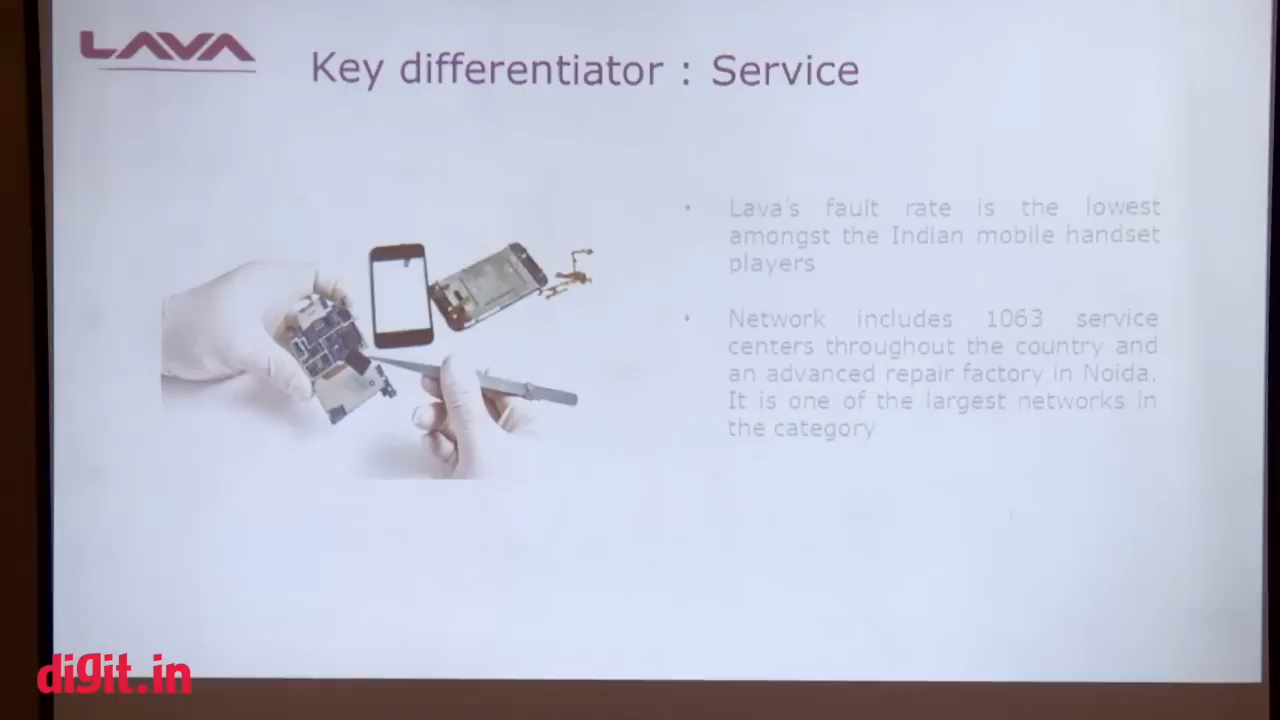 LAVA
Key differentiator : Service
• Lava's fault rate is the lowest
amongst the Indian mobile handset
players
• Network includes 1063 service
centers throughout the country and
an advanced repair factory in Noida.
It is one of the largest networks in
the category
digit.in